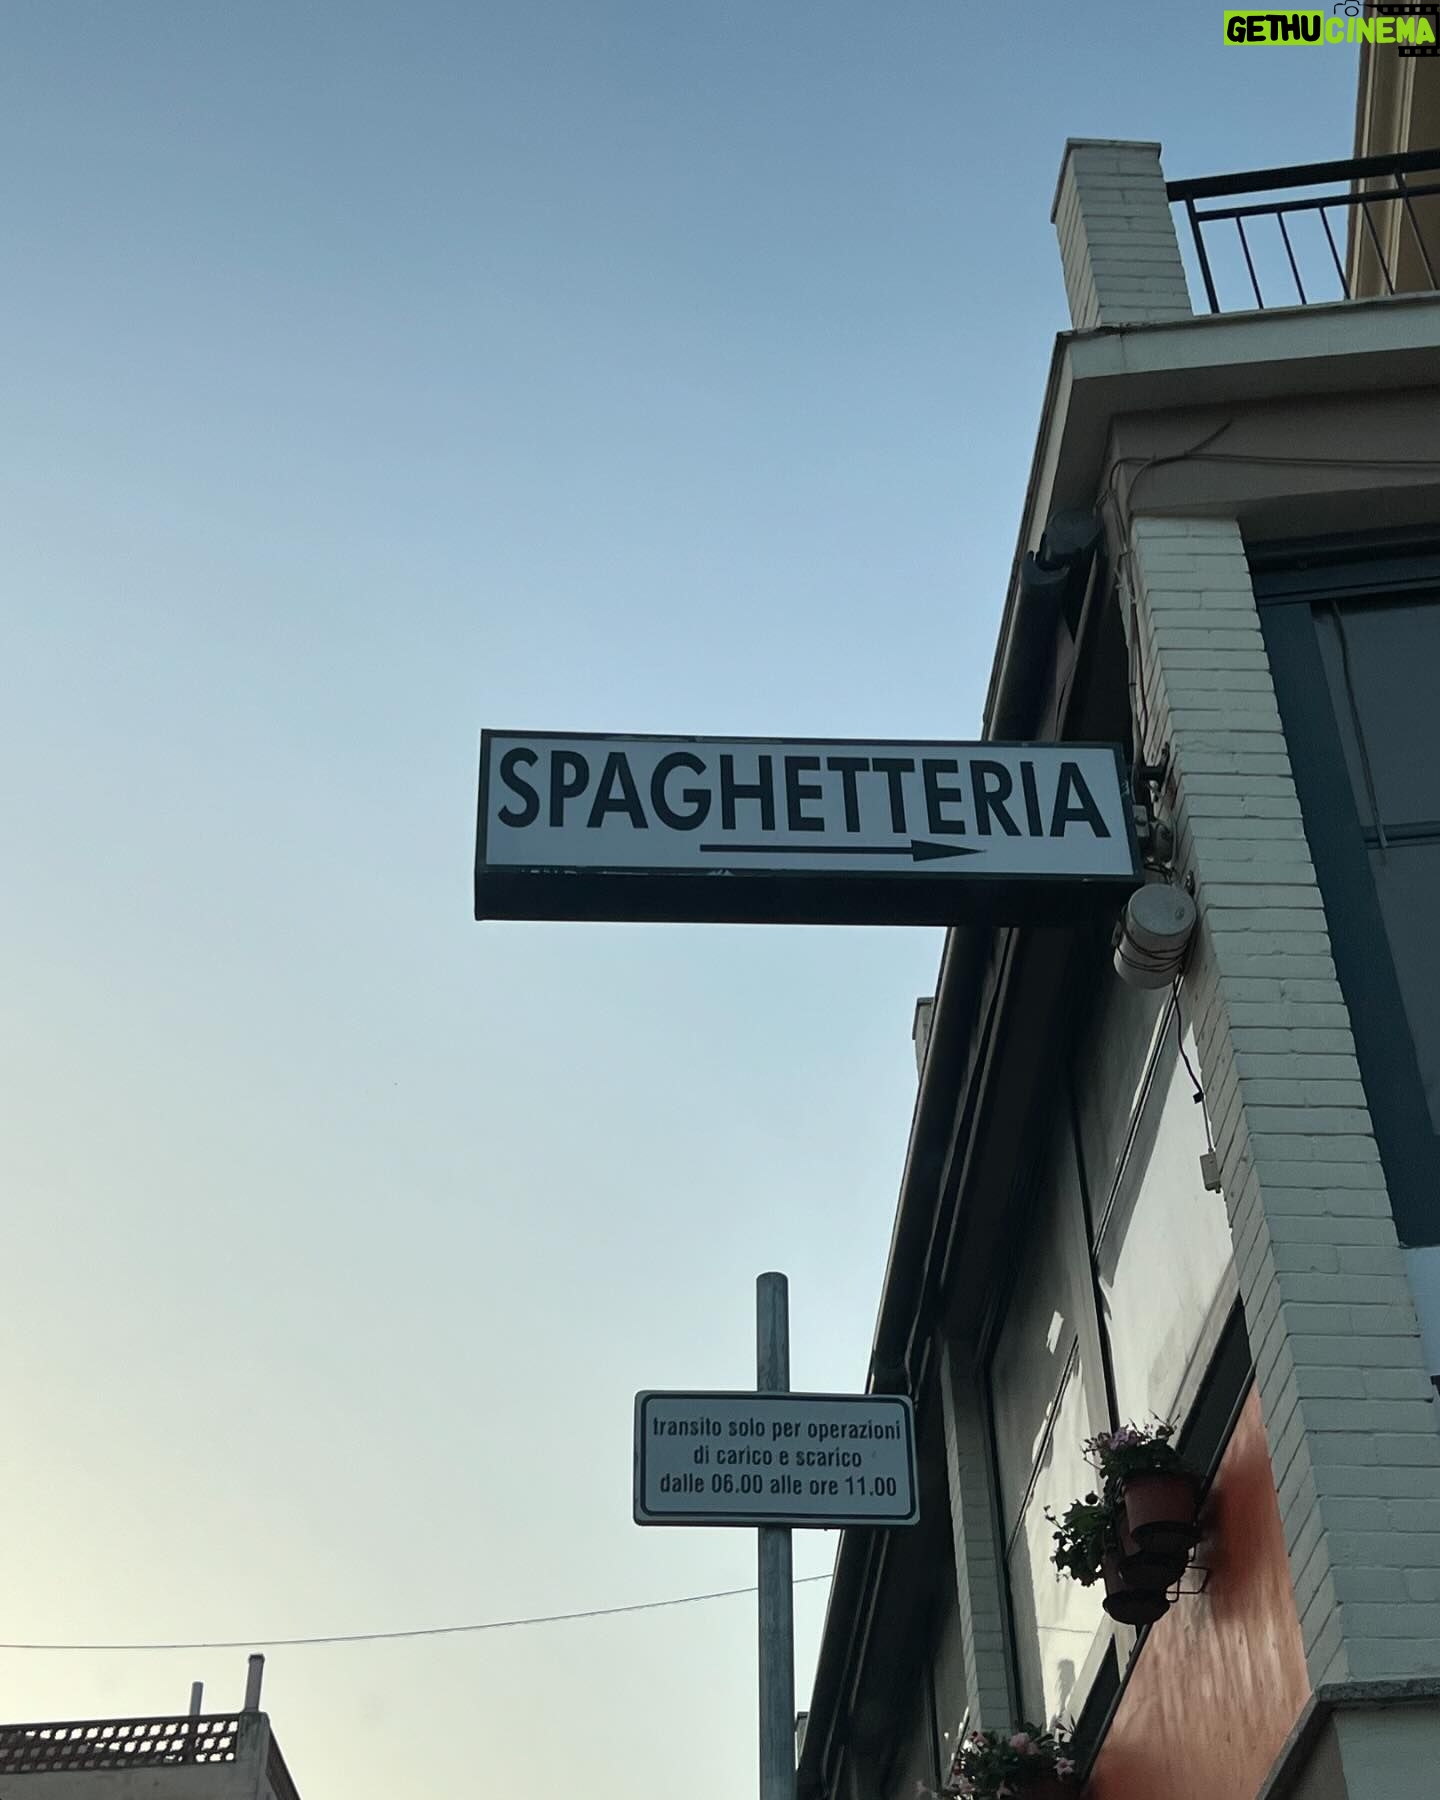 GETHUCINEMA
SPAGHETTERIA
transito solo per operazioni
di carico e scarico
dalle 06.00 alle ore 11.00